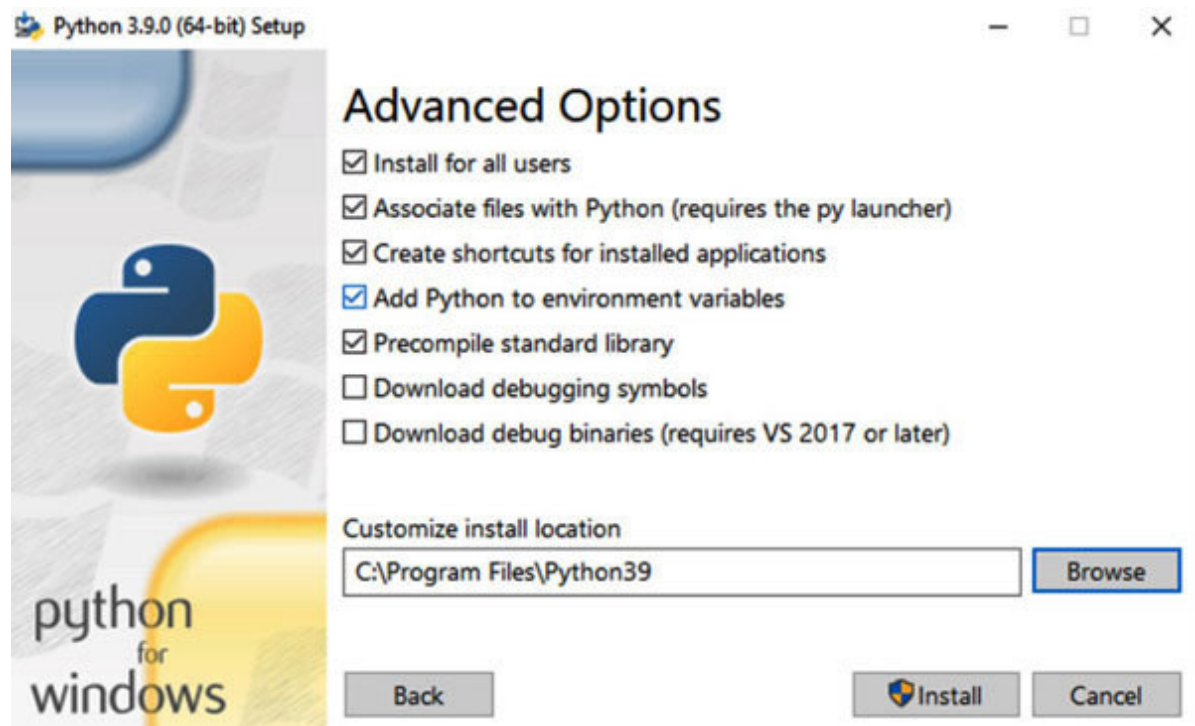 Python 3.9.0 (64-bit) Setup
Advanced Options
Install for all users
Associate files with Python (requires the py launcher)
Create shortcuts for installed applications
Add Python to environment variables
Precompile standard library
Download debugging symbols
Download debug binaries (requires VS 2017 or later)
Customize install location
C:\Program Files\Python39
Browse
python
for
windows
Back
Install
Cancel